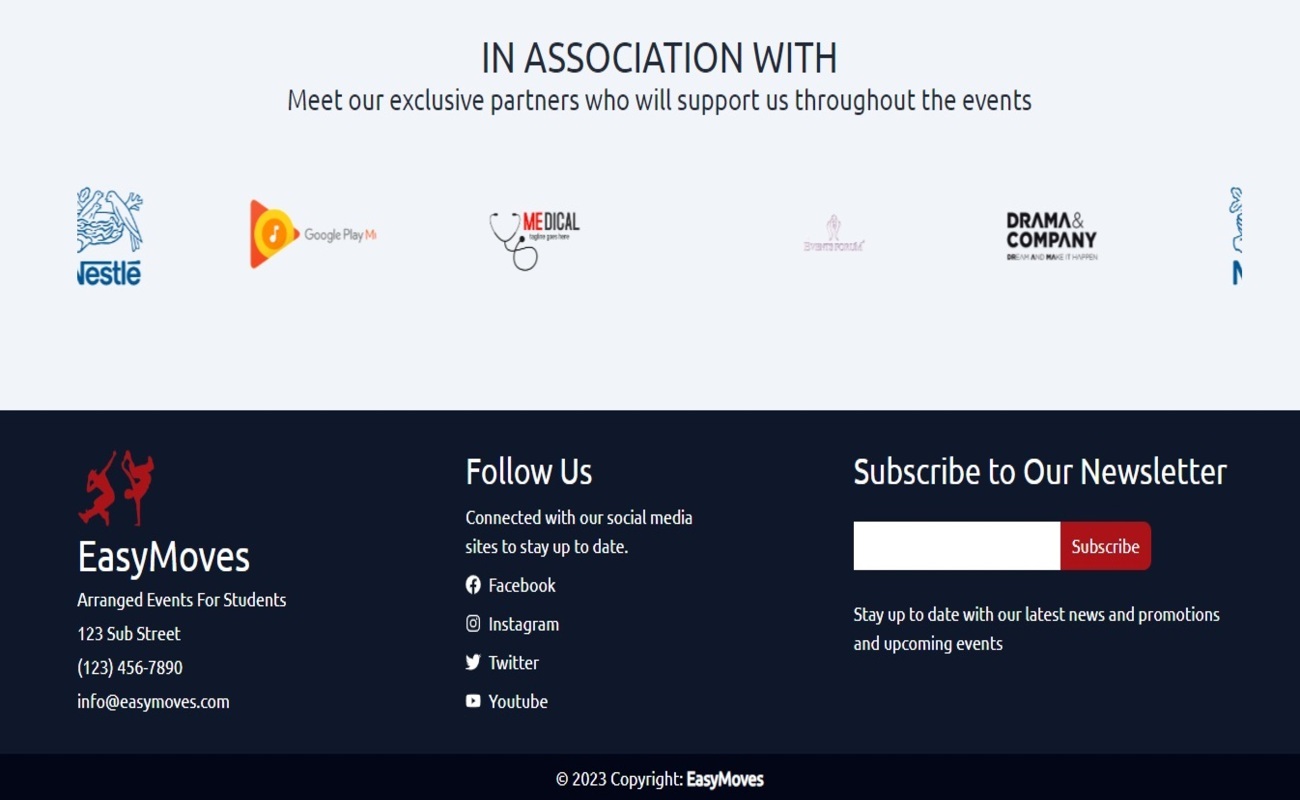 IN ASSOCIATION WITH
Meet our exclusive partners who will support us throughout the events
Nestlé
Google Play M
MEDICAL
tagline goes here
EVENTS FORUM
DRAMA&
COMPANY
DREAM AND MAKE IT HAPPEN
N
EasyMoves
Arranged Events For Students
123 Sub Street
(123) 456-7890
info@easymoves.com
Follow Us
Connected with our social media
sites to stay up to date.
Facebook
Instagram
Twitter
Youtube
Subscribe to Our Newsletter
Subscribe
Stay up to date with our latest news and promotions
and upcoming events
© 2023 Copyright: EasyMoves